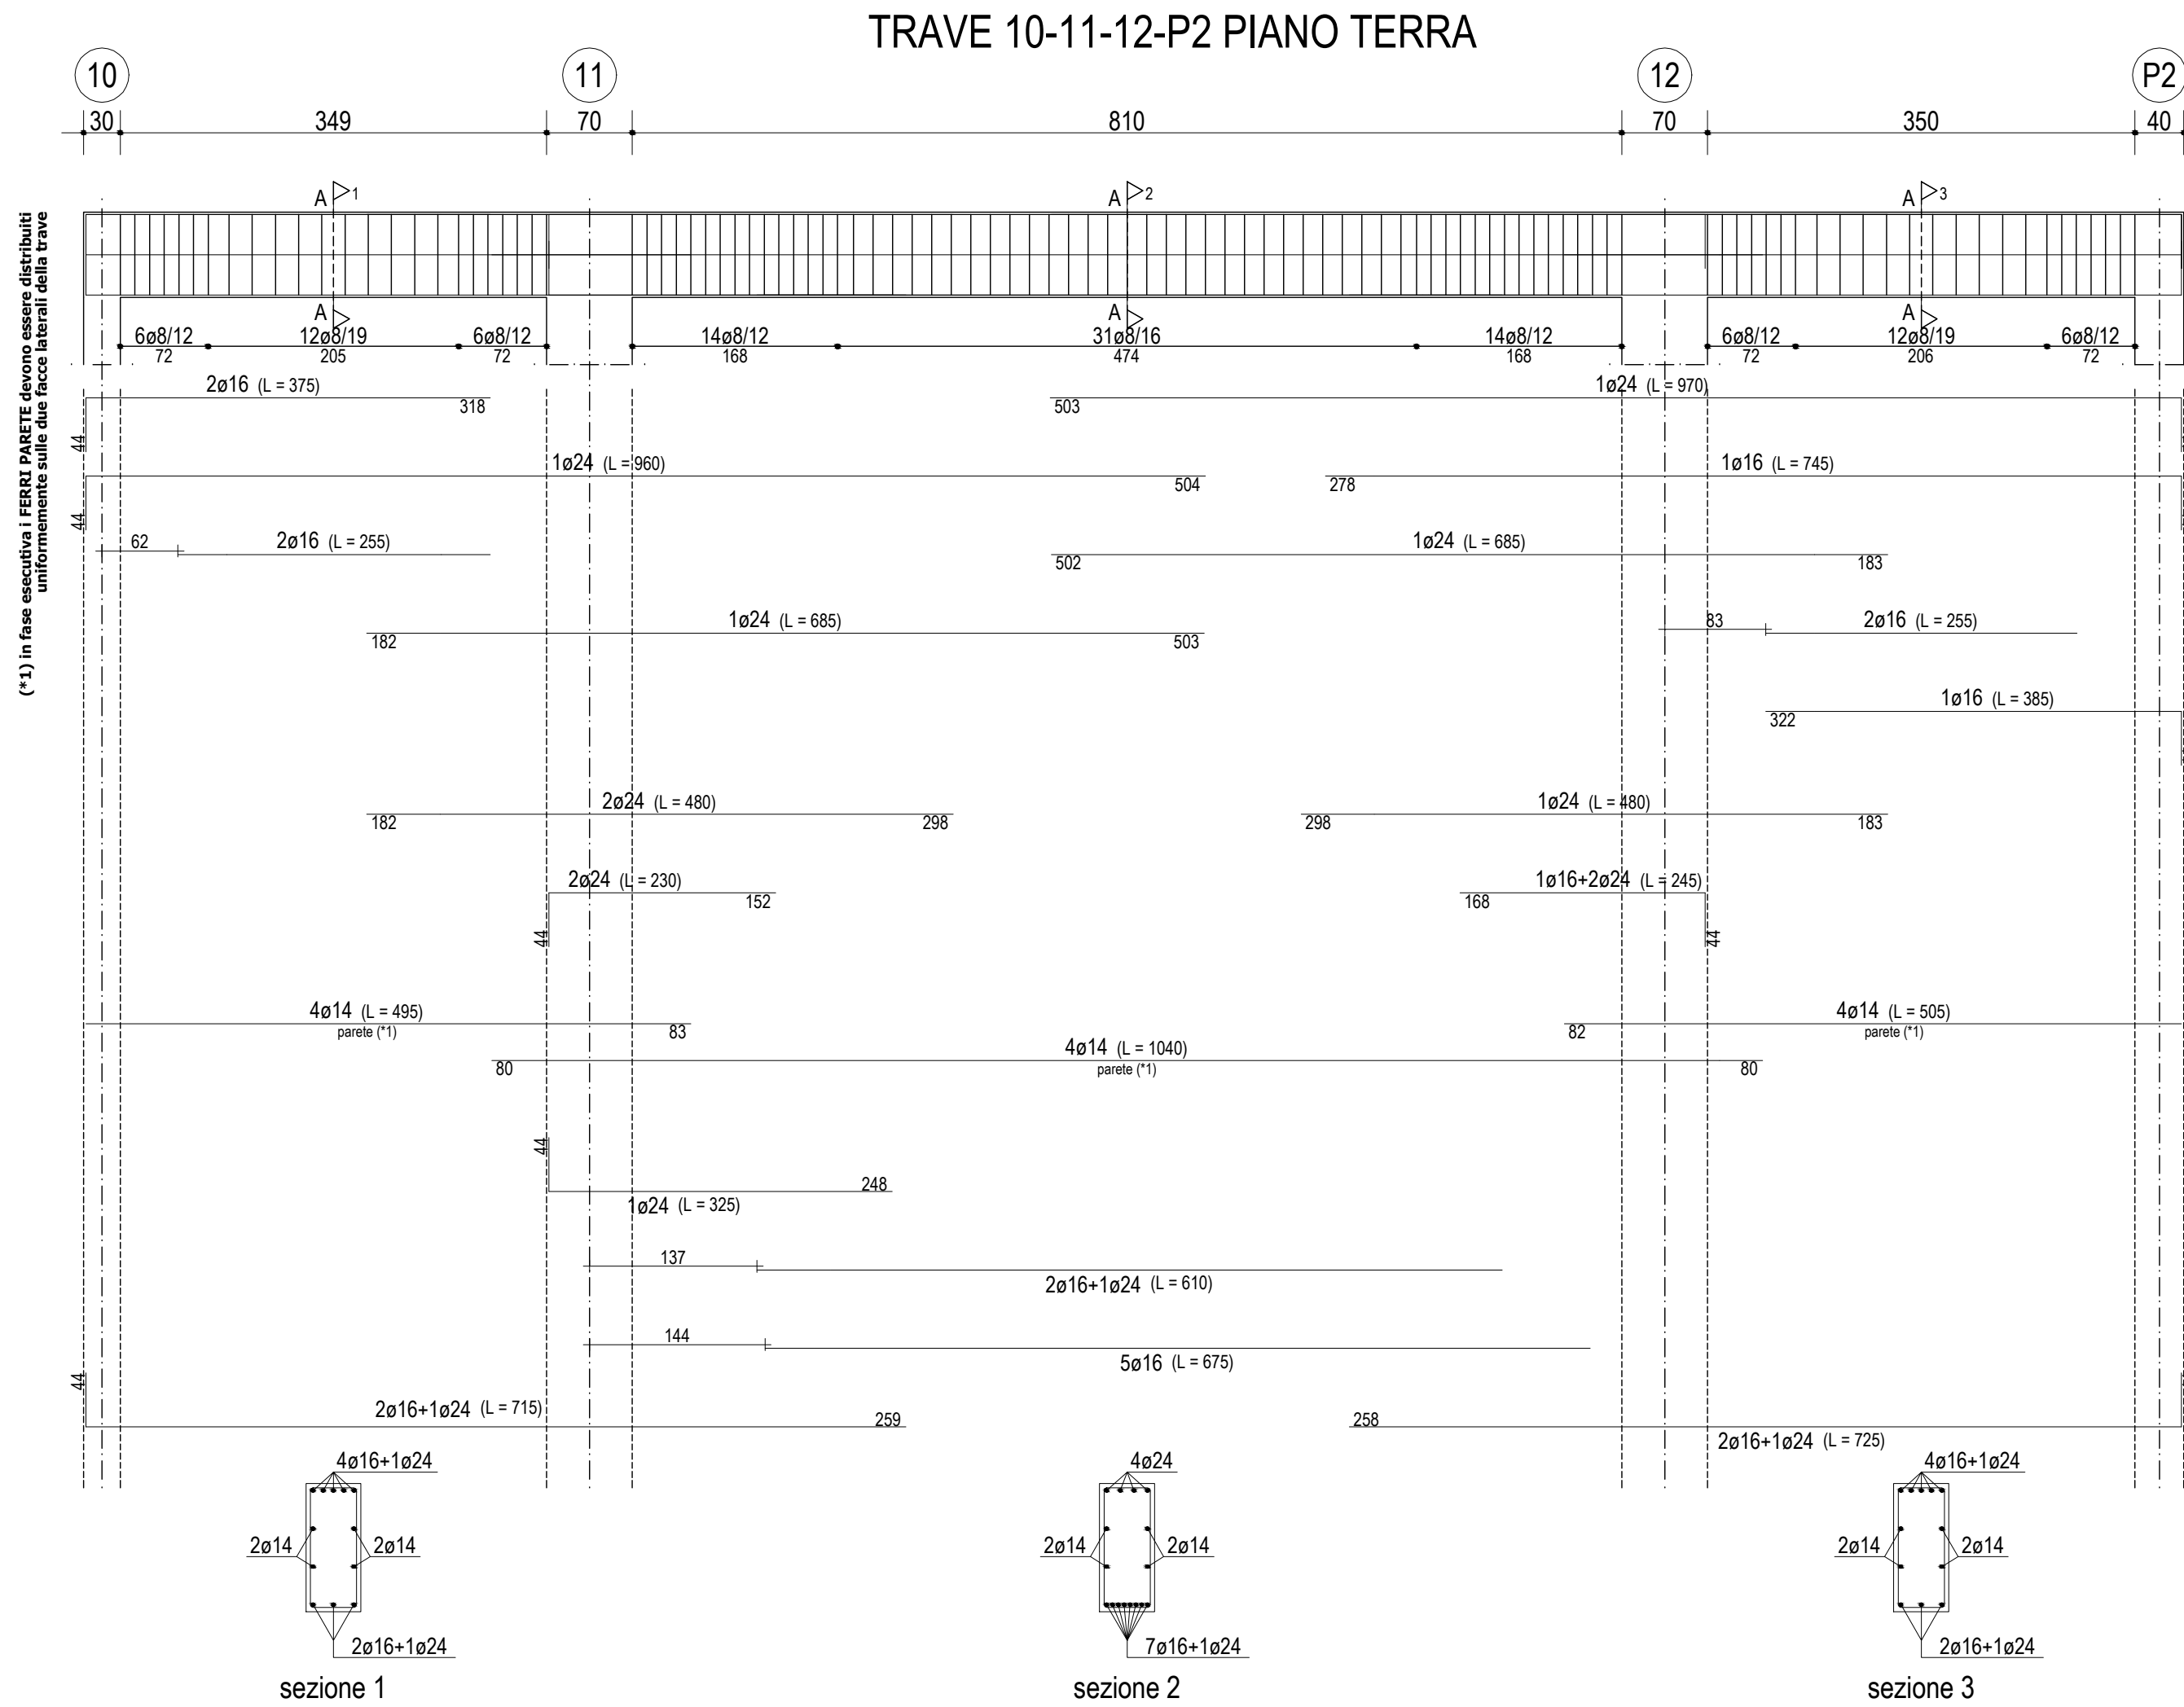 TRAVE 10-11-12-P2 PIANO TERRA
10 11 12 P2
30 349 70 810 70 350 40
A 1 A 2 A 3
A A A
6ø8/12 12ø8/19 6ø8/12 14ø8/12 31ø8/16 14ø8/12 6ø8/12 12ø8/19 6ø8/12
72 205 72 168 474 168 72 206 72
(*1) in fase esecutiva i FERRI PARETE devono essere distribuiti
uniformemente sulle due facce laterali della trave
2ø16 (L = 375) 1ø24 (L = 970)
318 503
44
1ø24 (L = 960) 1ø16 (L = 745)
504 278
44
62 2ø16 (L = 255) 1ø24 (L = 685)
502 183
1ø24 (L = 685) 83 2ø16 (L = 255)
182 503
1ø16 (L = 385)
322
2ø24 (L = 480) 1ø24 (L = 480)
182 298 298 183
2ø24 (L = 230) 1ø16+2ø24 (L = 245)
152 168
44 44
4ø14 (L = 495) 4ø14 (L = 505)
parete (*1) 83 82 parete (*1)
4ø14 (L = 1040)
80 parete (*1) 80
44
248
1ø24 (L = 325)
137
2ø16+1ø24 (L = 610)
144
5ø16 (L = 675)
44
2ø16+1ø24 (L = 715) 259 258
2ø16+1ø24 (L = 725)
4ø16+1ø24 4ø24 4ø16+1ø24
2ø14 2ø14 2ø14 2ø14 2ø14 2ø14
2ø16+1ø24 7ø16+1ø24 2ø16+1ø24
sezione 1 sezione 2 sezione 3